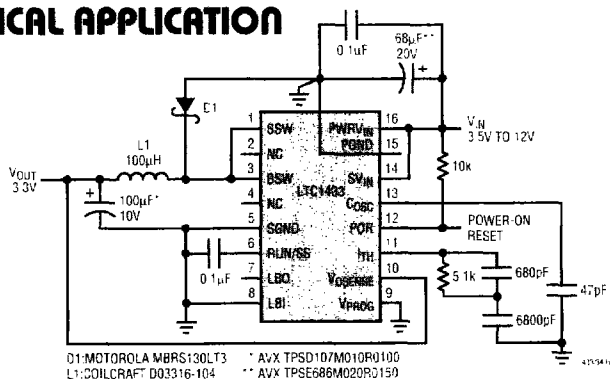 ICAL APPLICATION
0.1µF
68µF**
20V
+
D1
1
SSW
PWRVIN
16
VIN
3.5V TO 12V
L1
100µH
2
NC
PGND
15
VOUT
3.3V
3
BSW
LTC1433
SVIN
14
10k
+
100µF*
10V
4
NC
COSC
13
5
SGND
POR
12
POWER-ON
RESET
6
RUN/SS
ITH
11
0.1µF
5.1k
680pF
7
LBO
VOSENSE
10
47pF
8
LBI
VPROG
9
6800pF
D1:MOTOROLA MBRS130LT3
* AVX TPSD107M010R0100
L1:COILCRAFT D03316-104
** AVX TPSE686M020R0150